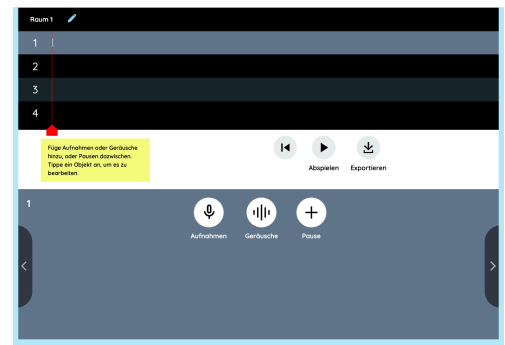 Raum 1
1
2
3
4
Füge Aufnahmen oder Geräusche
hinzu, oder Pausen dazwischen.
Tippe ein Objekt an, um es zu
bearbeiten.
Abspielen
Exportieren
1
Aufnahmen
Geräusche
Pause